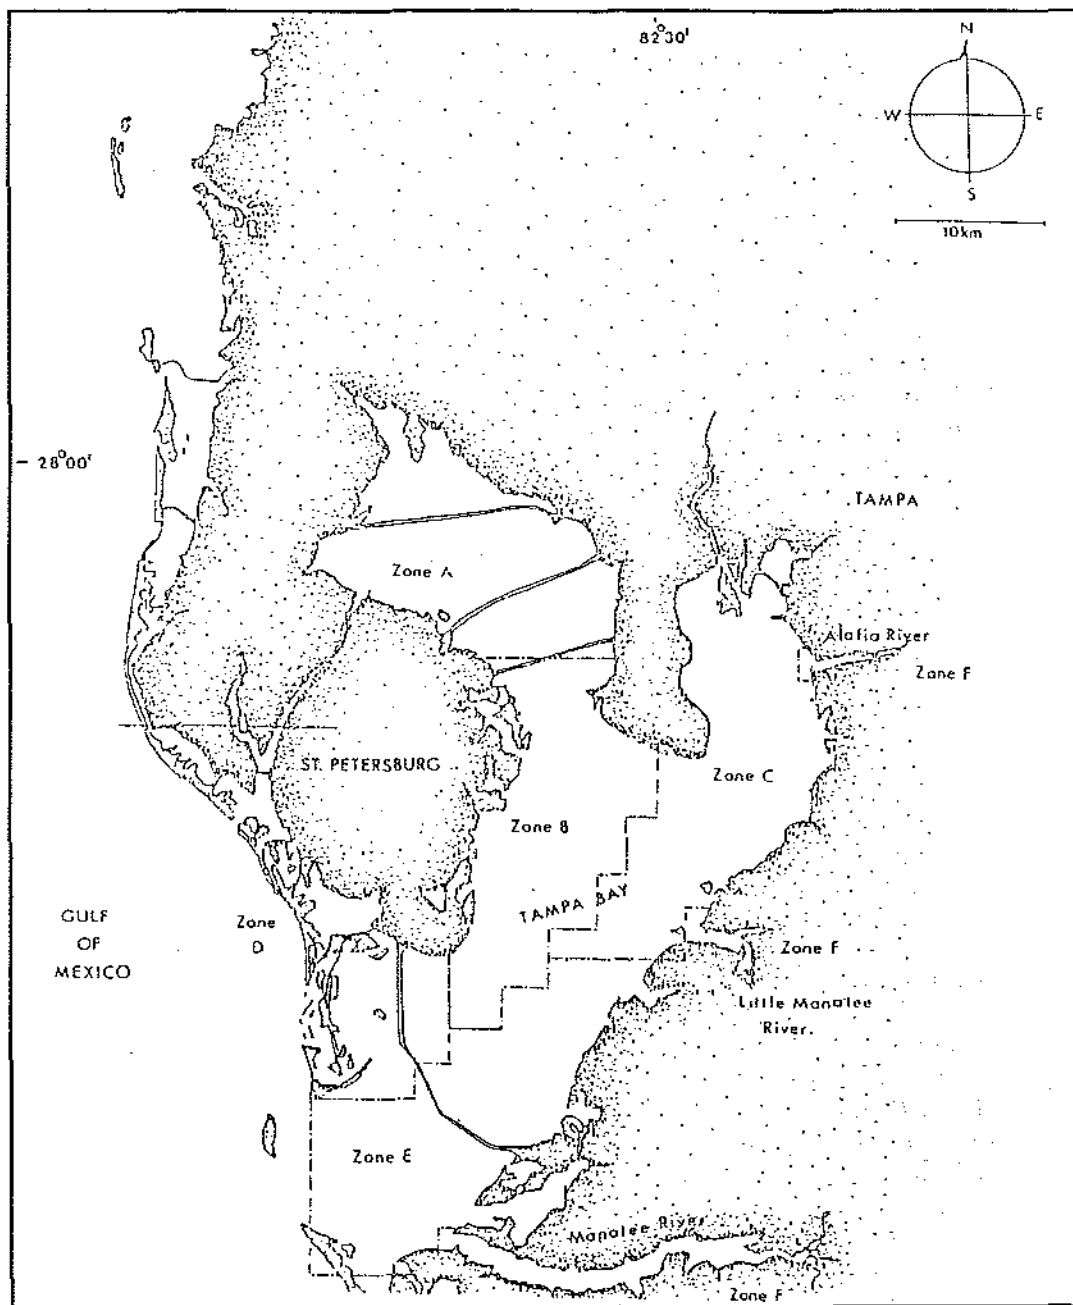 82°30'
N
W E
S
10km
28°00'
TAMPA
Zone A
Alafia River
Zone F
ST. PETERSBURG
Zone C
Zone B
TAMPA BAY
GULF
OF
MEXICO
Zone
D
Zone F
Little Manatee
River.
Zone E
Manatee River
Zone F